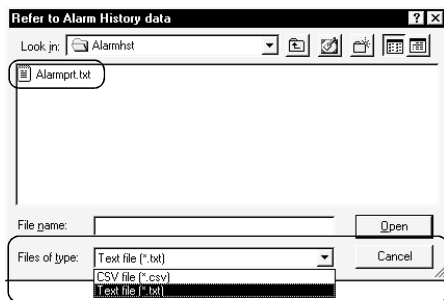 Refer to Alarm History data
Look in: Alarmhst
Alarmprt.txt
File name:
Open
Files of type: Text file (*.txt)
Cancel
CSV file (*.csv)
Text file (*.txt)